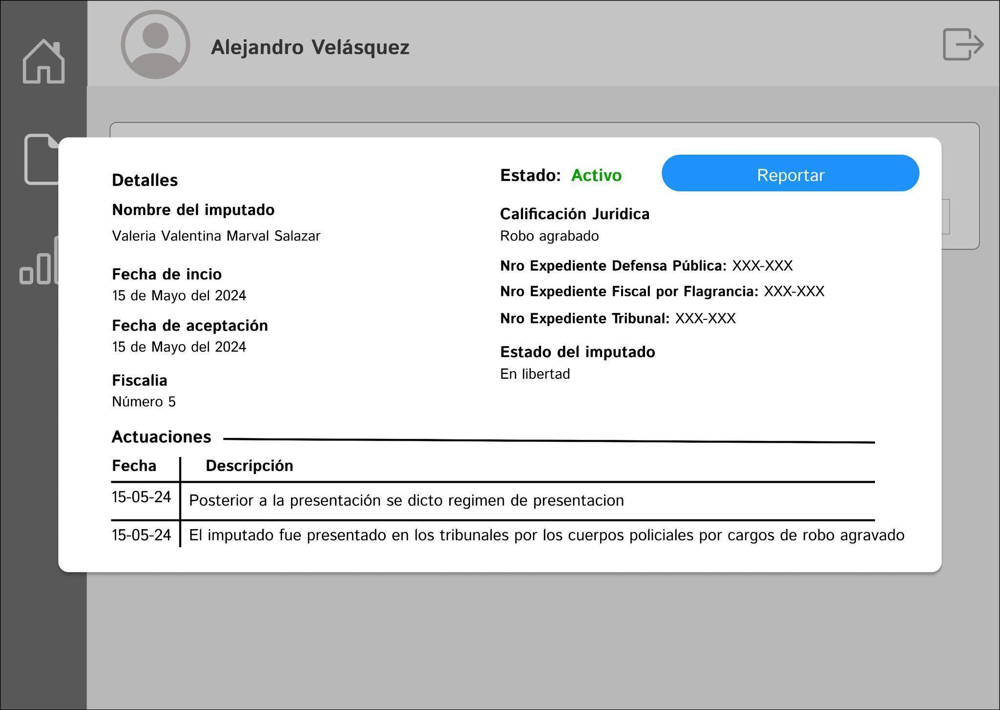 Alejandro Velásquez
Detalles
Nombre del imputado
Valeria Valentina Marval Salazar
Fecha de incio
15 de Mayo del 2024
Fecha de aceptación
15 de Mayo del 2024
Fiscalia
Número 5
Estado: Activo
Reportar
Calificación Juridica
Robo agrabado
Nro Expediente Defensa Pública: XXX-XXX
Nro Expediente Fiscal por Flagrancia: XXX-XXX
Nro Expediente Tribunal: XXX-XXX
Estado del imputado
En libertad
Actuaciones
Fecha Descripción
15-05-24 Posterior a la presentación se dicto regimen de presentacion
15-05-24 El imputado fue presentado en los tribunales por los cuerpos policiales por cargos de robo agravado